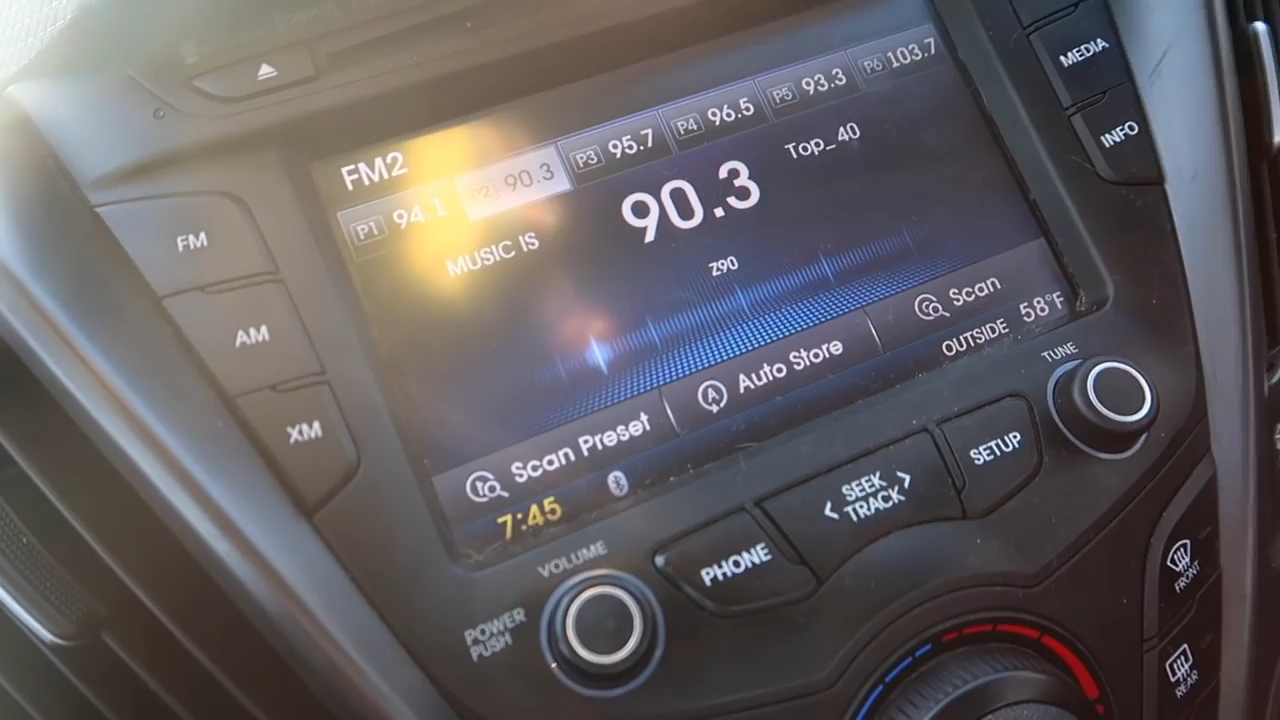 FM2
P1 94.1 P2 90.3 P3 95.7 P4 96.5 P5 93.3 P6 103.7
MUSIC IS
90.3
Top_40
Z90
Scan Preset
Auto Store
Scan
7:45
OUTSIDE 58°F
FM
AM
XM
MEDIA
INFO
TUNE
VOLUME
POWER
PUSH
PHONE
< SEEK >
TRACK
SETUP
FRONT
REAR